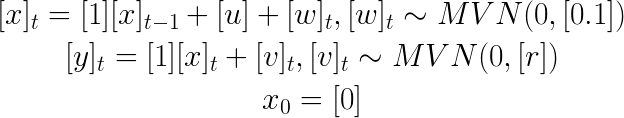 [x]_t = [1][x]_{t-1} + [u] + [w]_t, [w]_t ∼ MVN(0, [0.1])
[y]_t = [1][x]_t + [v]_t, [v]_t ∼ MVN(0, [r])
x_0 = [0]